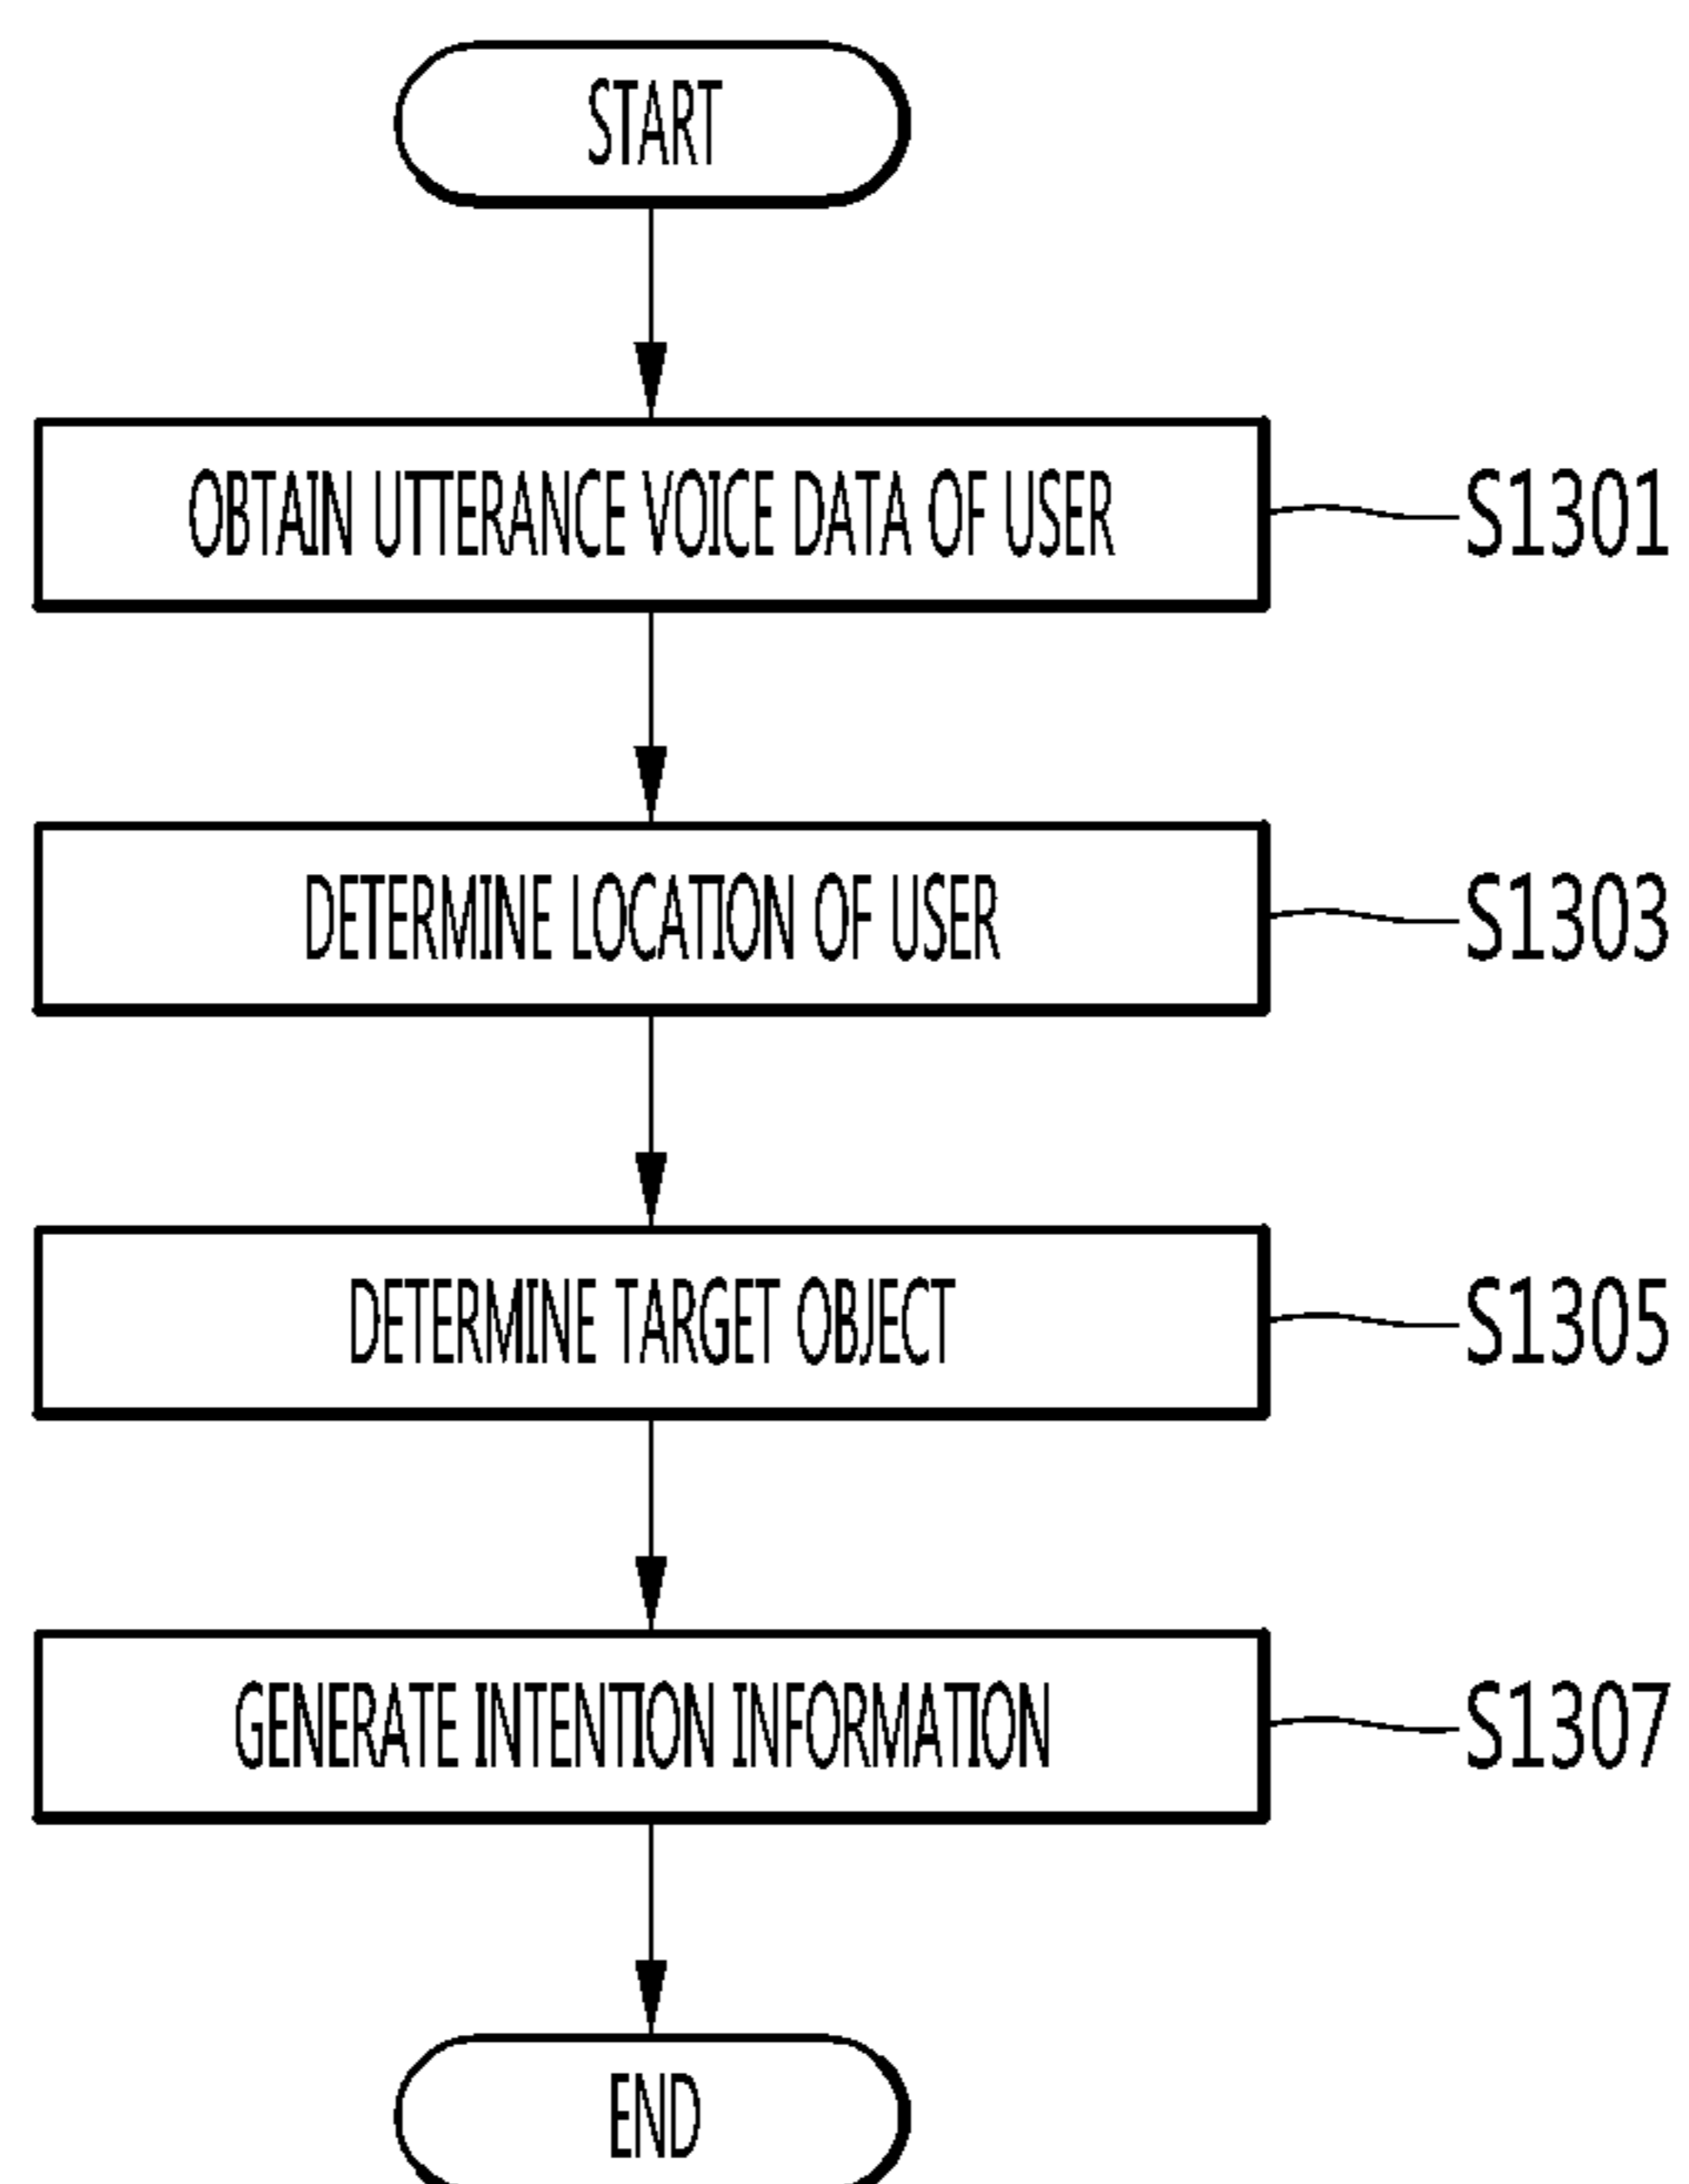 START
OBTAIN UTTERANCE VOICE DATA OF USER
S1301
DETERMINE LOCATION OF USER
S1303
DETERMINE TARGET OBJECT
S1305
GENERATE INTENTION INFORMATION
S1307
END